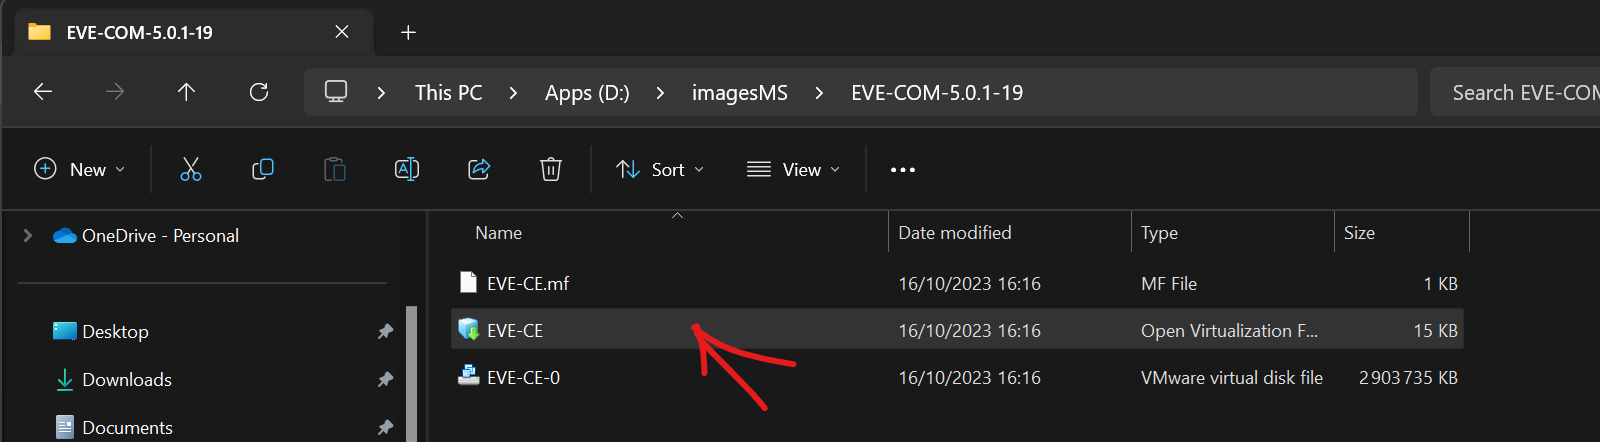 EVE-COM-5.0.1-19
This PC Apps (D:) imagesMS EVE-COM-5.0.1-19 Search EVE-COM
New Sort View
OneDrive - Personal
Name Date modified Type Size
EVE-CE.mf 16/10/2023 16:16 MF File 1 KB
Desktop
EVE-CE 16/10/2023 16:16 Open Virtualization F... 15 KB
Downloads
EVE-CE-0 16/10/2023 16:16 VMware virtual disk file 2 903 735 KB
Documents